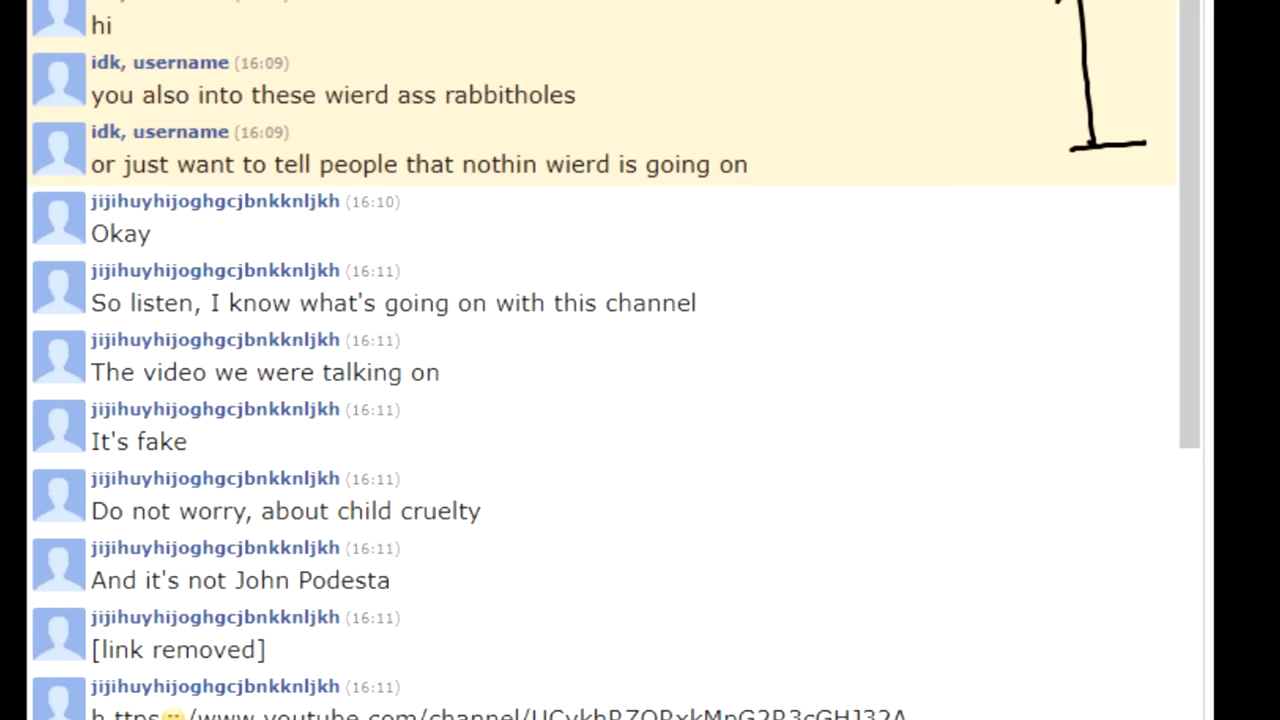 hi
idk, username (16:09)
you also into these wierd ass rabbitholes
idk, username (16:09)
or just want to tell people that nothin wierd is going on
jijihuyhijoghgcjbnkknljkh (16:10)
Okay
jijihuyhijoghgcjbnkknljkh (16:11)
So listen, I know what's going on with this channel
jijihuyhijoghgcjbnkknljkh (16:11)
The video we were talking on
jijihuyhijoghgcjbnkknljkh (16:11)
It's fake
jijihuyhijoghgcjbnkknljkh (16:11)
Do not worry, about child cruelty
jijihuyhijoghgcjbnkknljkh (16:11)
And it's not John Podesta
jijihuyhijoghgcjbnkknljkh (16:11)
[link removed]
jijihuyhijoghgcjbnkknljkh (16:11)